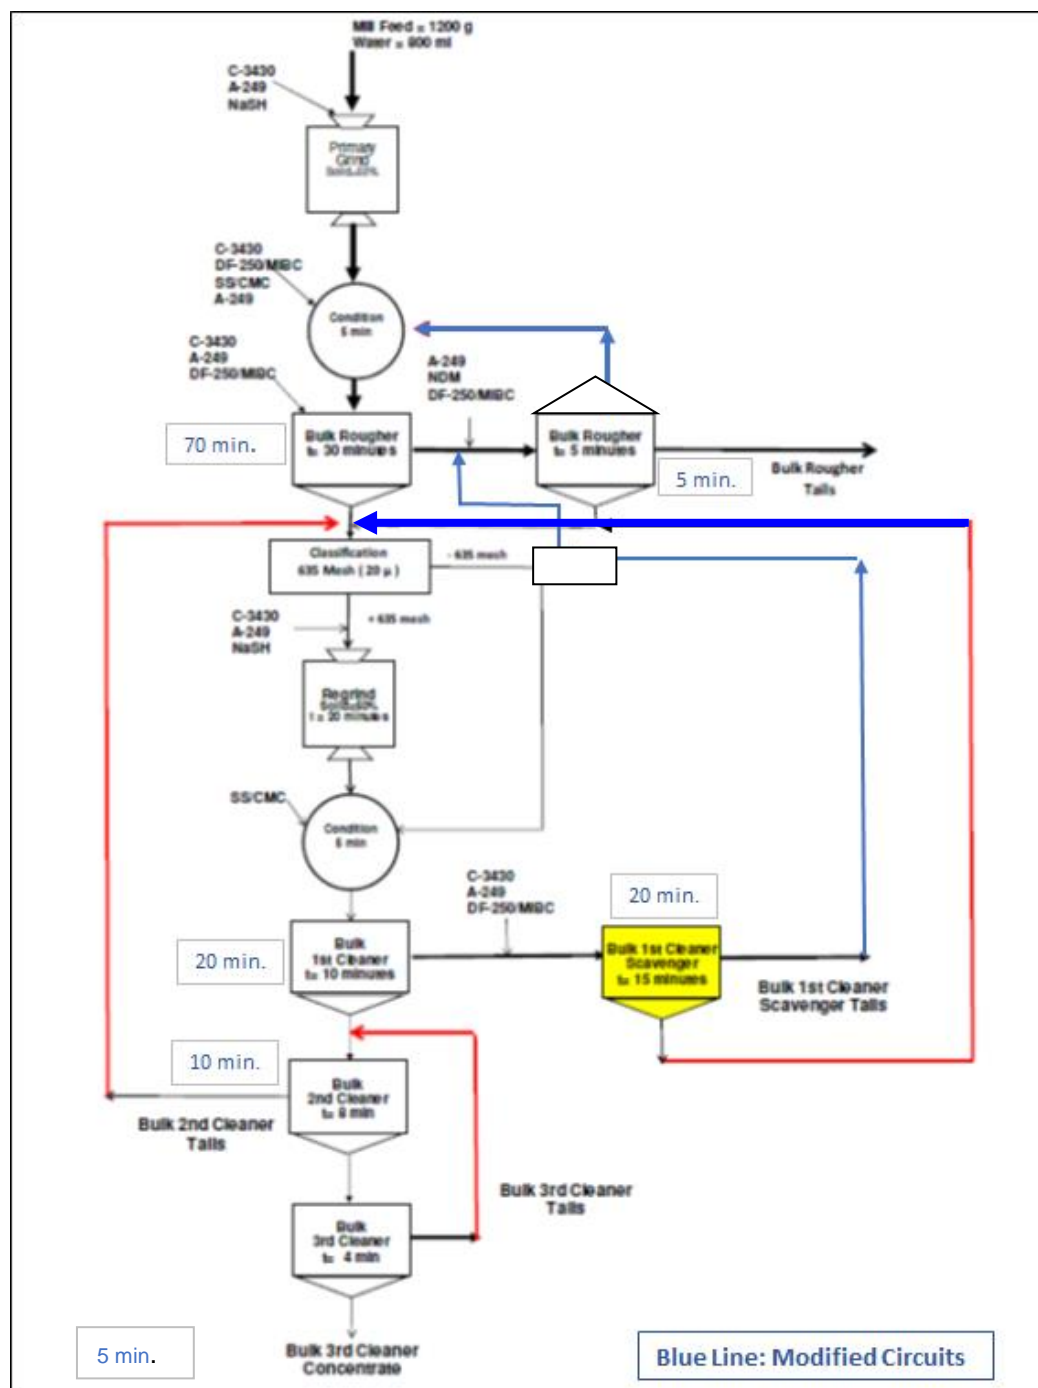 Mill Feed = 1200 g
Water = 800 ml
C-3430
A-249
NaSH
Primary
Grind
C-3430
DF-250/MIBC
SS/CMC
A-249
Condition
5 min
C-3430
A-249
DF-250/MIBC
A-249
NDM
DF-250/MIBC
70 min.
Bulk Rougher
t= 30 minutes
Bulk Rougher
t= 5 minutes
5 min.
Bulk Rougher
Tails
Classification
635 Mesh ( 20 µ )
- 635 mesh
+ 635 mesh
C-3430
A-249
NaSH
Regrind
t = 20 minutes
SS/CMC
Condition
5 min
C-3430
A-249
DF-250/MIBC
20 min.
20 min.
Bulk
1st Cleaner
t= 10 minutes
Bulk 1st Cleaner
Scavenger
t= 15 minutes
Bulk 1st Cleaner
Scavenger Tails
10 min.
Bulk
2nd Cleaner
t= 8 min
Bulk 2nd Cleaner
Tails
Bulk 3rd Cleaner
Tails
Bulk
3rd Cleaner
t= 4 min
5 min.
Bulk 3rd Cleaner
Concentrate
Blue Line: Modified Circuits